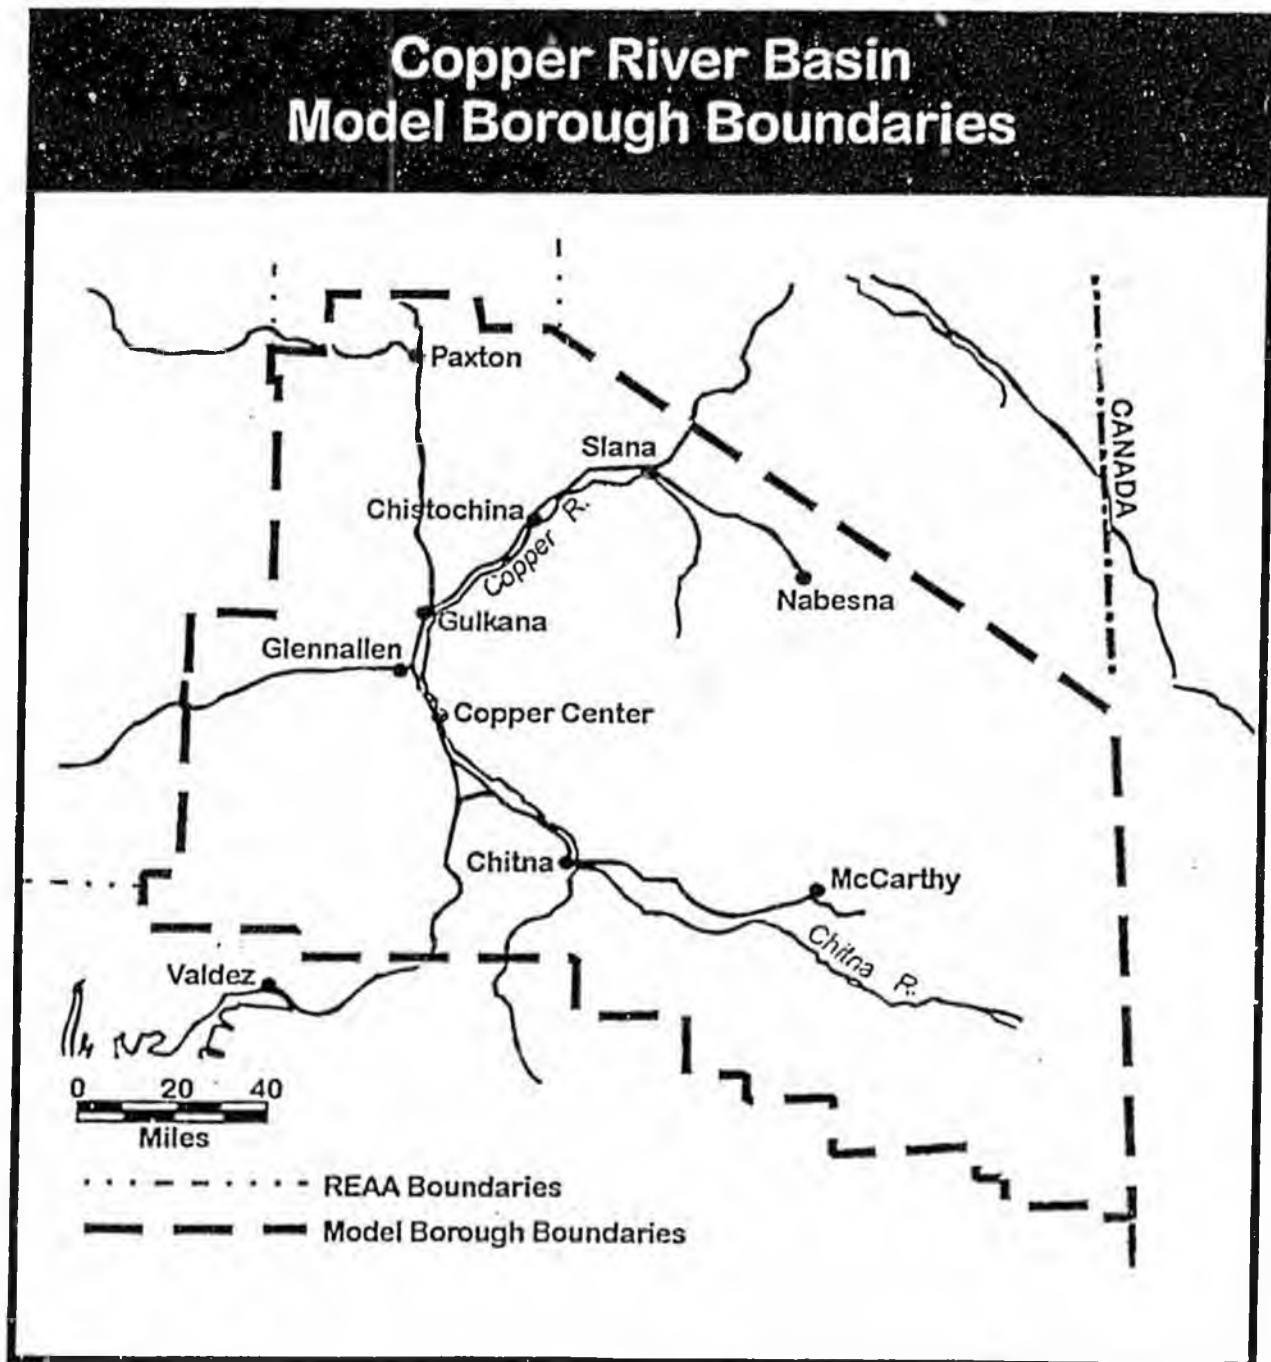 Copper River Basin
Model Borough Boundaries
Paxton
CANADA
Slana
Chistochina
Copper R.
Nabesna
Gulkana
Glennallen
Copper Center
Chitna
McCarthy
Chitna R.
Valdez
0 20 40
Miles
REAA Boundaries
Model Borough Boundaries